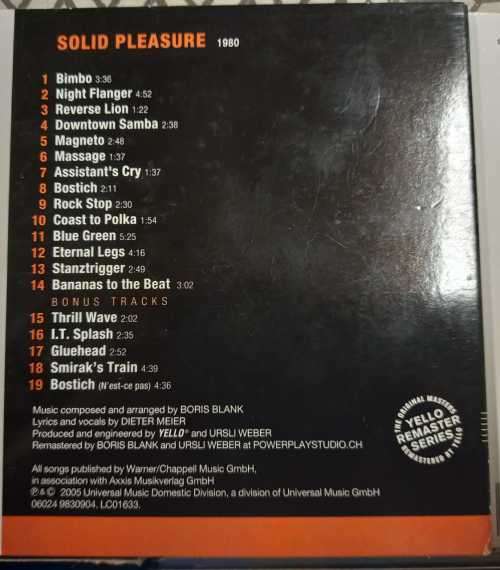 SOLID PLEASURE 1980
1 Bimbo 3:36
2 Night Flanger 4:52
3 Reverse Lion 1:22
4 Downtown Samba 2:38
5 Magneto 2:48
6 Massage 1:37
7 Assistant's Cry 1:37
8 Bostich 2:11
9 Rock Stop 2:30
10 Coast to Polka 1:54
11 Blue Green 5:25
12 Eternal Legs 4:16
13 Stanztrigger 2:49
14 Bananas to the Beat 3:02
BONUS TRACKS
15 Thrill Wave 2:02
16 I.T. Splash 2:35
17 Gluehead 2:52
18 Smirak's Train 4:39
19 Bostich (N'est-ce pas) 4:36
Music composed and arranged by BORIS BLANK
Lyrics and vocals by DIETER MEIER
Produced and engineered by YELLO® and URSLI WEBER
Remastered by BORIS BLANK and URSLI WEBER at POWERPLAYSTUDIO.CH
All songs published by Warner/Chappell Music GmbH,
in association with Axxis Musikverlag GmbH
℗ & © 2005 Universal Music Domestic Division, a division of Universal Music GmbH
06024 9830904, LC01633.
THE ORIGINAL MASTERS
YELLO
REMASTER
SERIES
REMASTERED BY YELLO